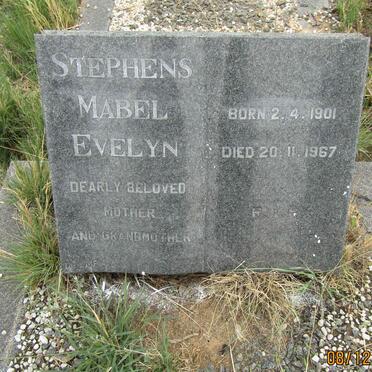 STEPHENS
MABEL
EVELYN
DEARLY BELOVED
MOTHER
AND GRANDMOTHER
BORN 2.4.1901
DIED 20.11.1967
08/12